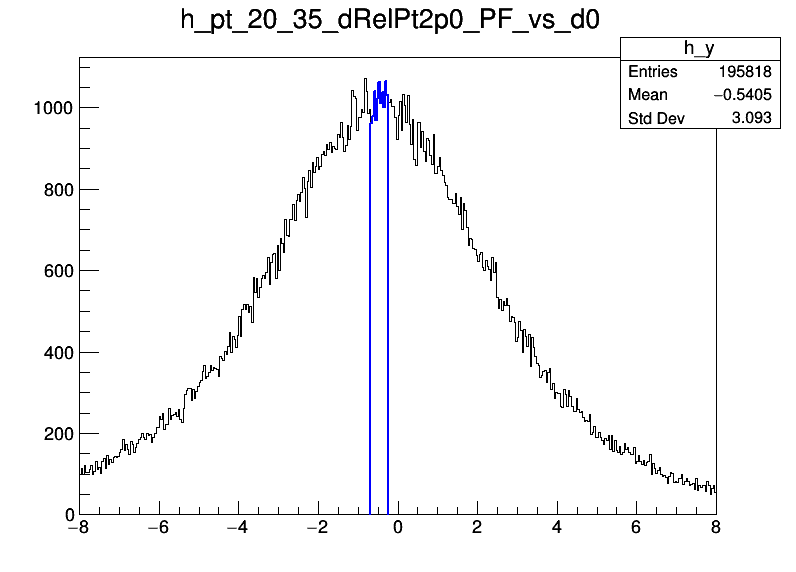 h_pt_20_35_dRelPt2p0_PF_vs_d0
h_y
Entries 195818
Mean −0.5405
Std Dev 3.093
1000
800
600
400
200
0
−8 −6 −4 −2 0 2 4 6 8